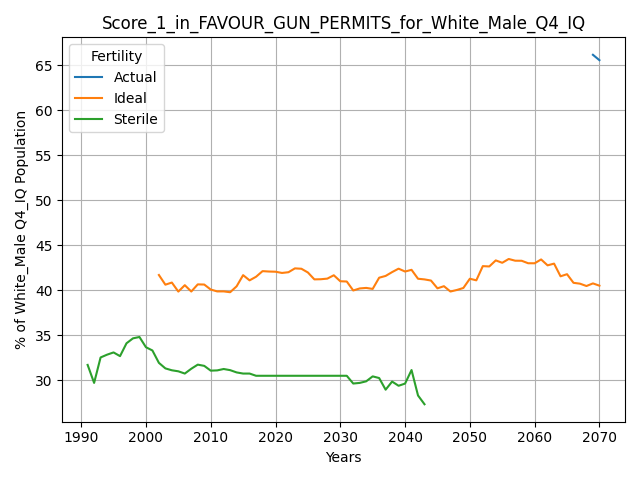 Score_1_in_FAVOUR_GUN_PERMITS_for_White_Male_Q4_IQ
Fertility
Actual
Ideal
Sterile
% of White_Male Q4_IQ Population
65
60
55
50
45
40
35
30
1990 2000 2010 2020 2030 2040 2050 2060 2070
Years